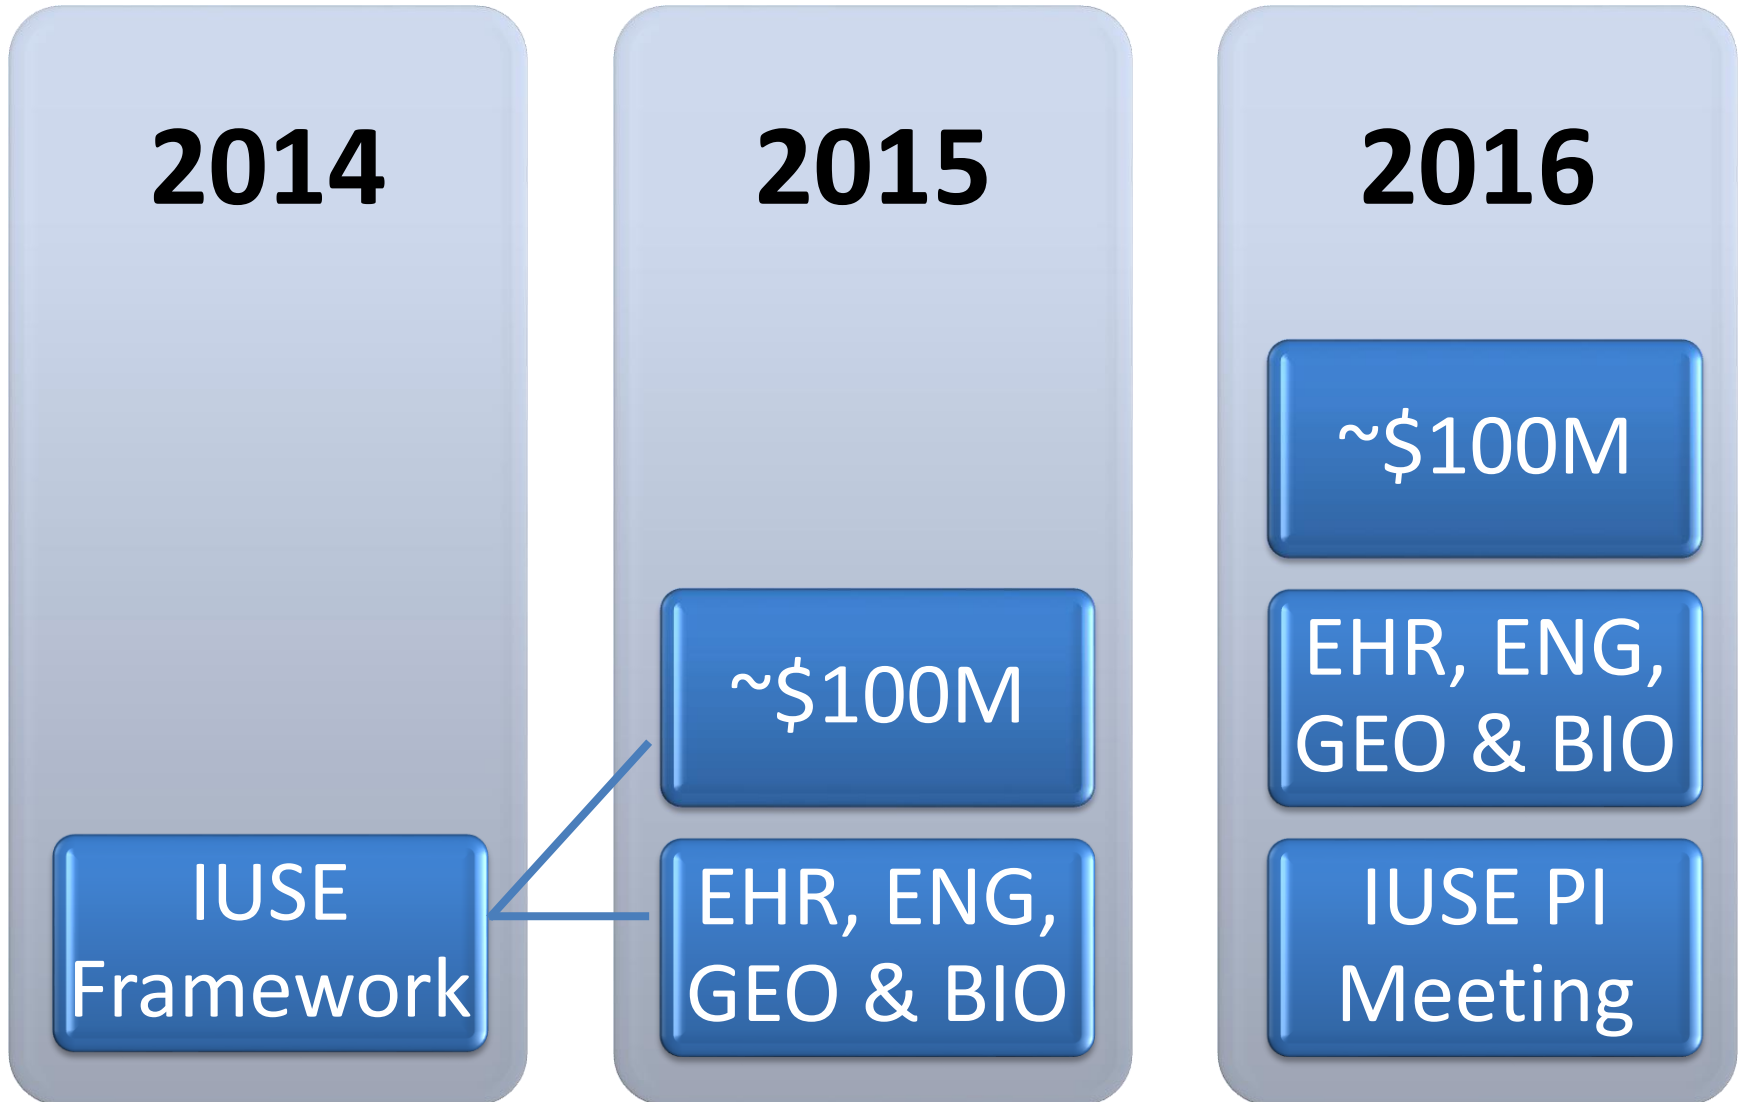 2014
IUSE
Framework
2015
~$100M
EHR, ENG,
GEO & BIO
2016
~$100M
EHR, ENG,
GEO & BIO
IUSE PI
Meeting